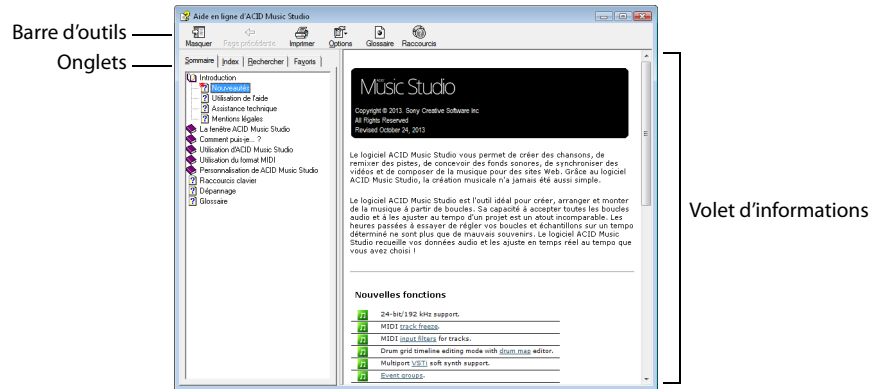 Aide en ligne d'ACID Music Studio
Barre d'outils
Masquer Page précédente Imprimer Options Glossaire Raccourcis
Onglets
Sommaire Index Rechercher Favoris
Introduction
Nouveautés
Utilisation de l'aide
Assistance technique
Mentions légales
La fenêtre ACID Music Studio
Comment puis-je... ?
Utilisation d'ACID Music Studio
Utilisation du format MIDI
Personnalisation de ACID Music Studio
Raccourcis clavier
Dépannage
Glossaire
ACID
Music Studio
Copyright © 2013. Sony Creative Software Inc
All Rights Reserved
Revised October 24, 2013
Le logiciel ACID Music Studio vous permet de créer des chansons, de
remixer des pistes, de concevoir des fonds sonores, de synchroniser des
vidéos et de composer de la musique pour des sites Web. Grâce au logiciel
ACID Music Studio, la création musicale n'a jamais été aussi simple.
Le logiciel ACID Music Studio est l'outil idéal pour créer, arranger et monter
de la musique à partir de boucles. Sa capacité à accepter toutes les boucles
audio et à les ajuster au tempo d'un projet est un atout incomparable. Les
heures passées à essayer de régler vos boucles et échantillons sur un tempo
déterminé ne sont plus que de mauvais souvenirs. Le logiciel ACID Music
Studio recueille vos données audio et les ajuste en temps réel au tempo que
vous avez choisi !
Volet d'informations
Nouvelles fonctions
24-bit/192 kHz support.
MIDI track freeze.
MIDI input filters for tracks.
Drum grid timeline editing mode with drum map editor.
Multiport VSTi soft synth support.
Event groups.